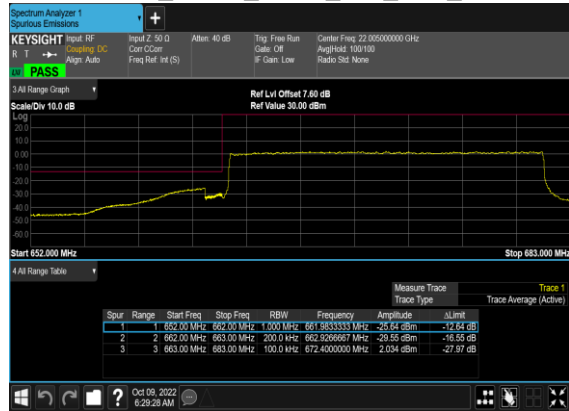 Spectrum Analyzer 1
Spurious Emissions
+
KEYSIGHT Input: RF Input Z: 50 Ω Atten: 40 dB Trig: Free Run Center Freq: 22.005000000 GHz
R T Coupling: DC Corr CCorr Gate: Off Avg|Hold: 100/100
Align: Auto Freq Ref: Int (S) IF Gain: Low Radio Std: None
PASS
3 All Range Graph
Ref Lvl Offset 7.60 dB
Scale/Div 10.0 dB Ref Value 30.00 dBm
Log
20.0
10.0
0.00
-10.0
-20.0
-30.0
-40.0
-50.0
-60.0
Start 652.000 MHz Stop 683.000 MHz
4 All Range Table
Measure Trace Trace 1
Trace Type Trace Average (Active)
Spur Range Start Freq Stop Freq RBW Frequency Amplitude ΔLimit
1 1 652.00 MHz 662.00 MHz 1.000 MHz 661.9833333 MHz -25.64 dBm -12.64 dB
2 2 662.00 MHz 663.00 MHz 200.0 kHz 662.9266667 MHz -29.55 dBm -16.55 dB
3 3 663.00 MHz 683.00 MHz 100.0 kHz 672.4000000 MHz 2.034 dBm -27.97 dB
? Oct 09, 2022
6:29:28 AM